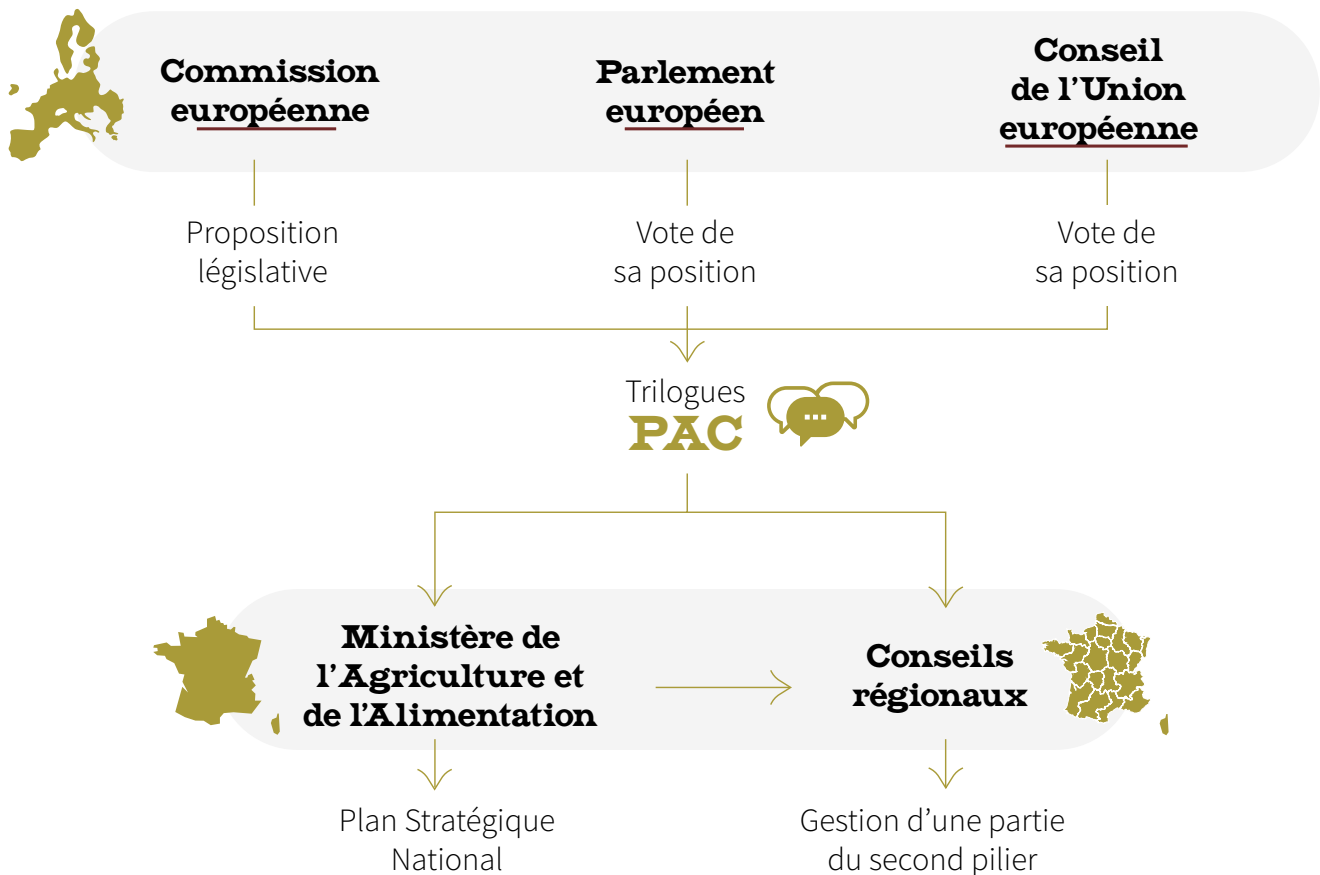 Commission
européenne
Parlement
européen
Conseil
de l'Union
européenne
Proposition
législative
Vote de
sa position
Vote de
sa position
Trilogues
PAC
Ministère de
l'Agriculture et
de l'Alimentation
Conseils
régionaux
Plan Stratégique
National
Gestion d'une partie
du second pilier